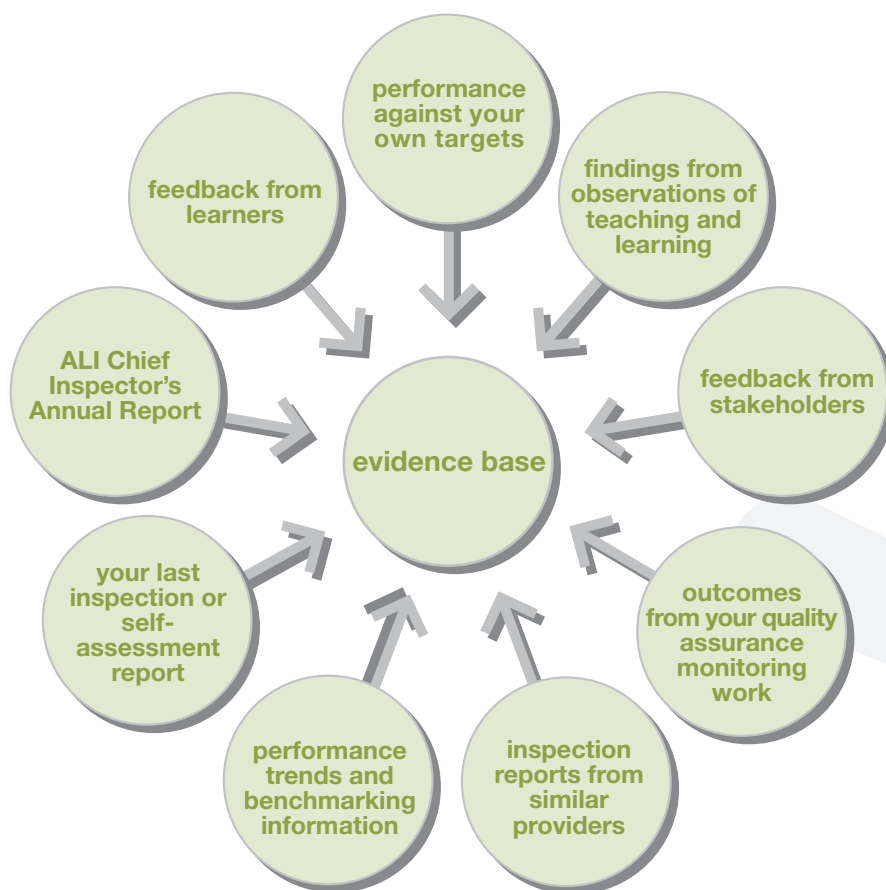 performance
against your
own targets
findings from
observations of
teaching and
learning
feedback from
stakeholders
outcomes
from your quality
assurance
monitoring
work
inspection
reports from
similar
providers
performance
trends and
benchmarking
information
your last
inspection or
self-
assessment
report
ALI Chief
Inspector’s
Annual Report
feedback from
learners
evidence base